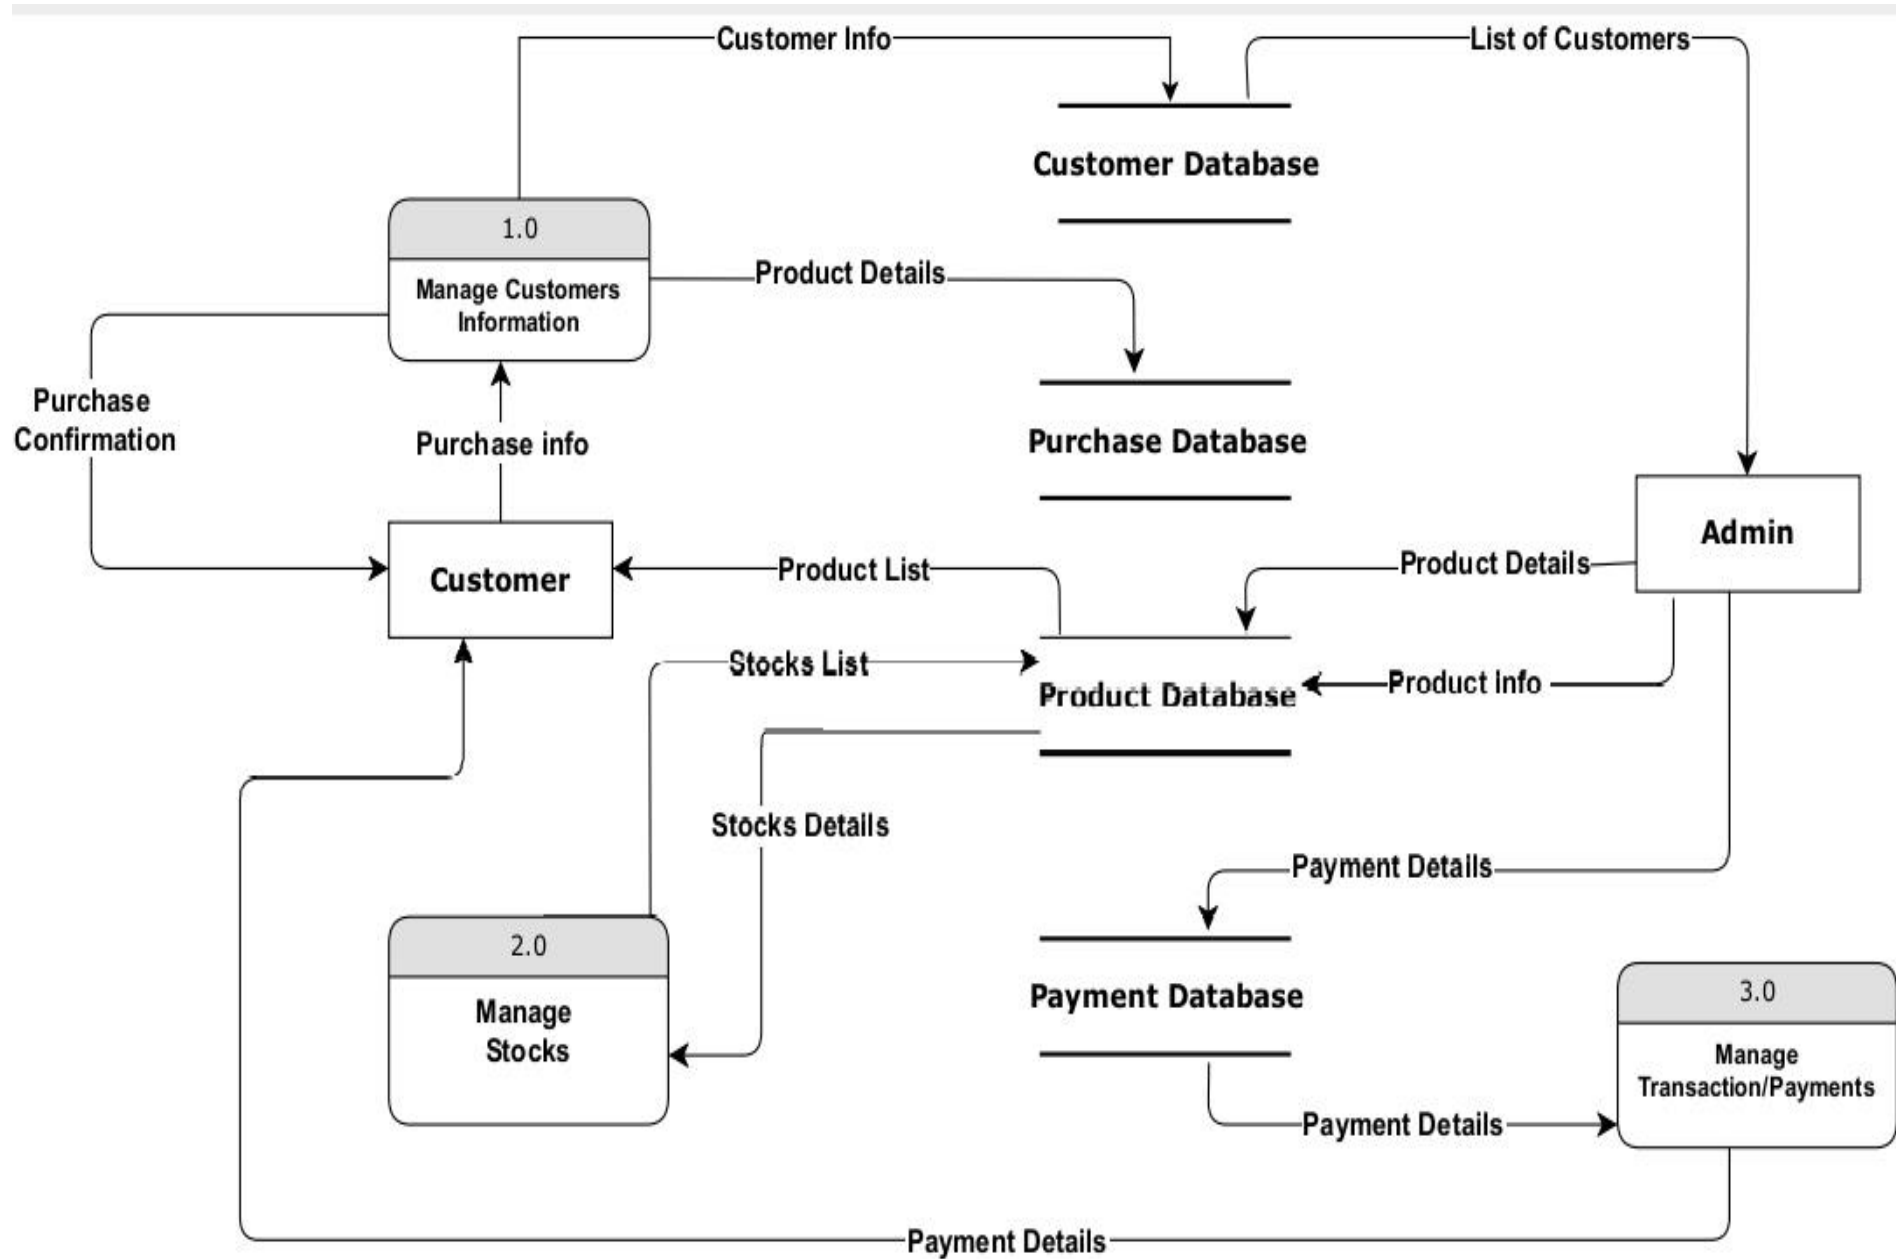 Customer Info
List of Customers
Customer Database
1.0
Manage Customers
Information
Product Details
Purchase
Confirmation
Purchase info
Purchase Database
Admin
Customer
Product List
Product Details
Stocks List
Product Database
Product Info
Stocks Details
Payment Details
2.0
Manage
Stocks
Payment Database
3.0
Manage
Transaction/Payments
Payment Details
Payment Details